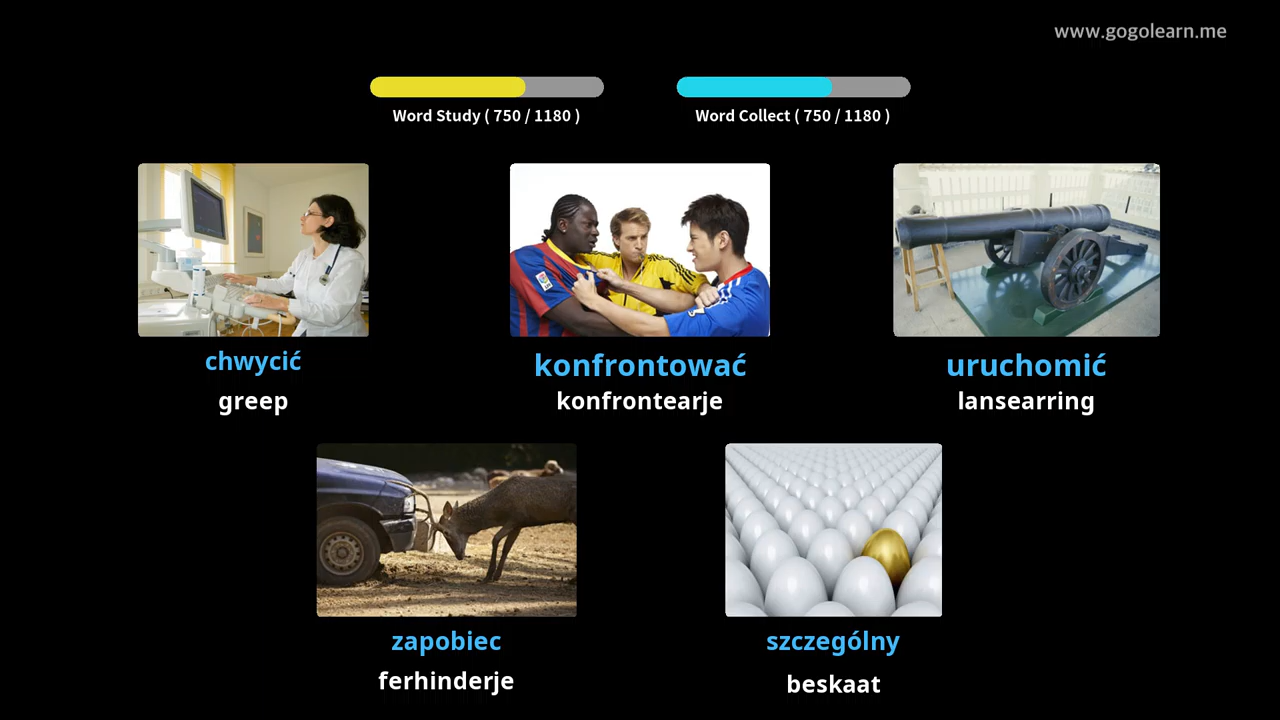 www.gogolearn.me
Word Study ( 750 / 1180 )
Word Collect ( 750 / 1180 )
chwycić
greep
konfrontować
konfrontearje
uruchomić
lansearring
zapobiec
ferhinderje
szczególny
beskaat